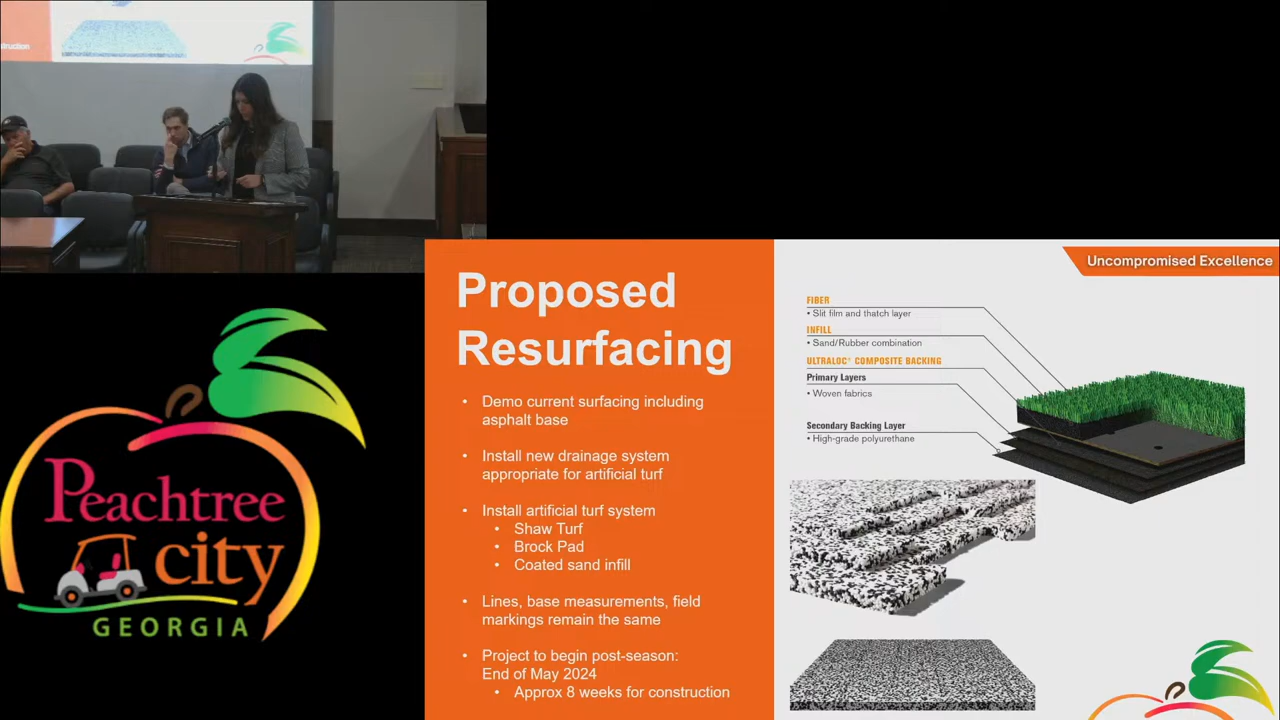 truction
Peachtree
city
GEORGIA
Proposed
Resurfacing
• Demo current surfacing including
asphalt base
• Install new drainage system
appropriate for artificial turf
• Install artificial turf system
• Shaw Turf
• Brock Pad
• Coated sand infill
• Lines, base measurements, field
markings remain the same
• Project to begin post-season:
End of May 2024
• Approx 8 weeks for construction
Uncompromised Excellence
FIBER
• Slit film and thatch layer
INFILL
• Sand/Rubber combination
ULTRALOC® COMPOSITE BACKING
Primary Layers
• Woven fabrics
Secondary Backing Layer
• High-grade polyurethane